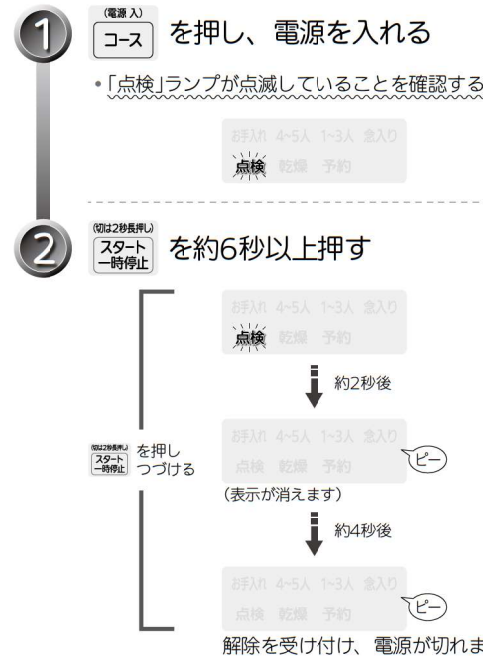 1
(電源 入)
コース
を押し、電源を入れる
•「点検」ランプが点滅していることを確認する
お手入れ 4~5人 1~3人 念入り
点検 乾燥 予約
2
(切は2秒長押し)
スタート
一時停止
を約6秒以上押す
お手入れ 4~5人 1~3人 念入り
点検 乾燥 予約
約2秒後
お手入れ 4~5人 1~3人 念入り
点検 乾燥 予約
ピー
(切は2秒長押し)
スタート
一時停止
を押し
つづける
(表示が消えます)
約4秒後
お手入れ 4~5人 1~3人 念入り
点検 乾燥 予約
ピー
解除を受け付け、電源が切れま